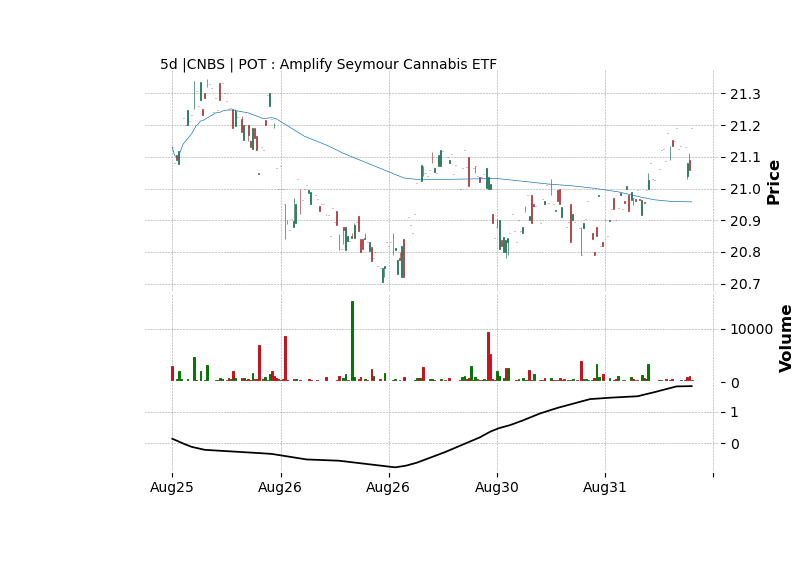 5d |CNBS | POT : Amplify Seymour Cannabis ETF
21.3
21.2
21.1
21.0
20.9
20.8
20.7
Price
10000
0
Volume
1
0
Aug25
Aug26
Aug26
Aug30
Aug31